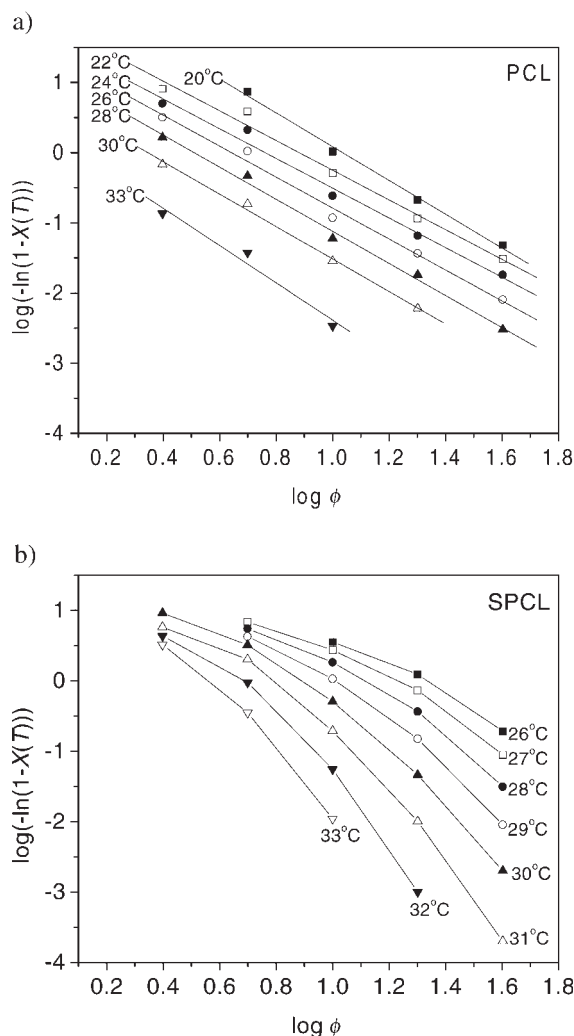 a)
PCL
22°C
20°C
24°C
26°C
28°C
30°C
33°C
1
0
-1
-2
-3
-4
log(-ln(1-X(T)))
0.2 0.4 0.6 0.8 1.0 1.2 1.4 1.6 1.8
log ϕ
b)
SPCL
1
0
-1
-2
-3
-4
log(-ln(1-X(T)))
26°C
27°C
28°C
29°C
30°C
33°C
32°C
31°C
0.2 0.4 0.6 0.8 1.0 1.2 1.4 1.6 1.8
log ϕ